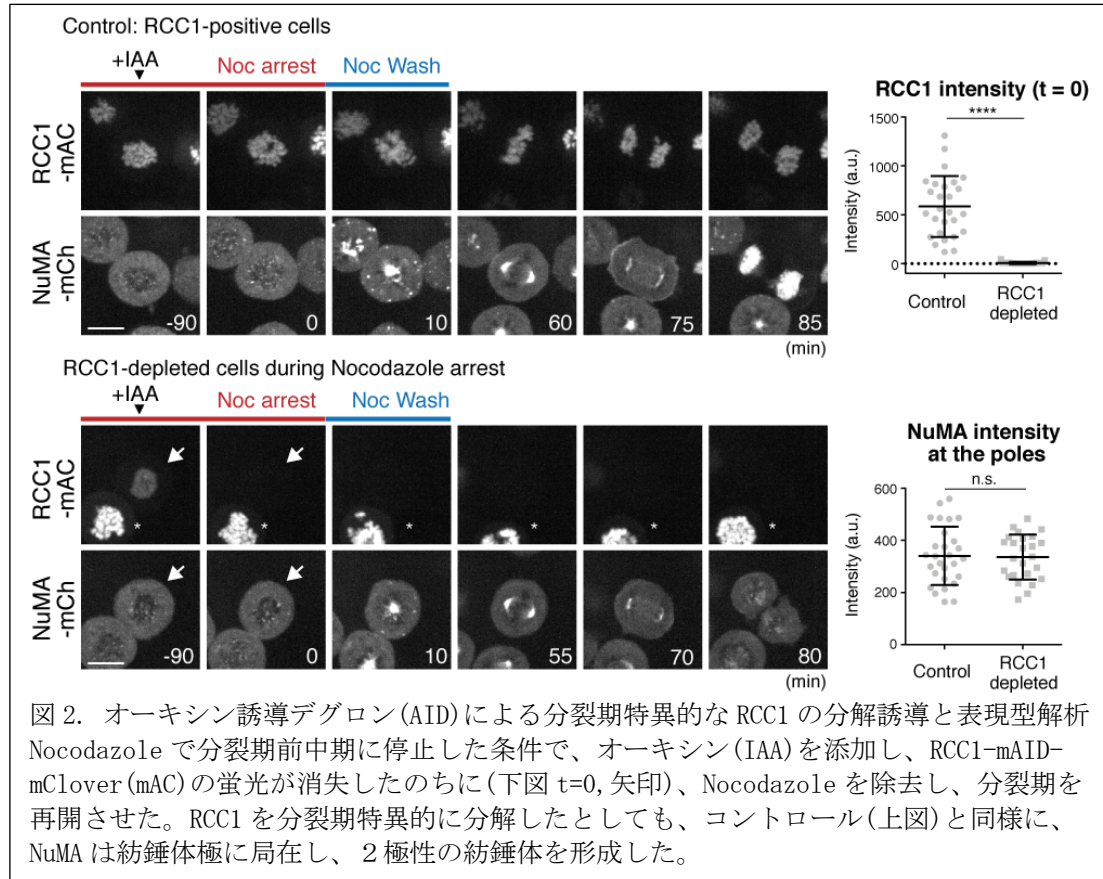 Control: RCC1-positive cells
+IAA
Noc arrest
Noc Wash
RCC1
-mAC
NuMA
-mCh
-90
0
10
60
75
85
(min)
RCC1 intensity (t = 0)
****
Intensity (a.u.)
1500
1000
500
0
Control
RCC1
depleted
RCC1-depleted cells during Nocodazole arrest
+IAA
Noc arrest
Noc Wash
RCC1
-mAC
*
*
*
*
*
*
NuMA
-mCh
-90
0
10
55
70
80
(min)
NuMA intensity
at the poles
n.s.
Intensity (a.u.)
600
400
200
0
Control
RCC1
depleted
図 2. オーキシン誘導デグロン(AID)による分裂期特異的な RCC1 の分解誘導と表現型解析
Nocodazole で分裂期前中期に停止した条件で、オーキシン(IAA)を添加し、RCC1-mAID-
mClover(mAC)の蛍光が消失したのちに(下図 t=0,矢印)、Nocodazole を除去し、分裂期を
再開させた。RCC1 を分裂期特異的に分解したとしても、コントロール(上図)と同様に、
NuMA は紡錘体極に局在し、２極性の紡錘体を形成した。